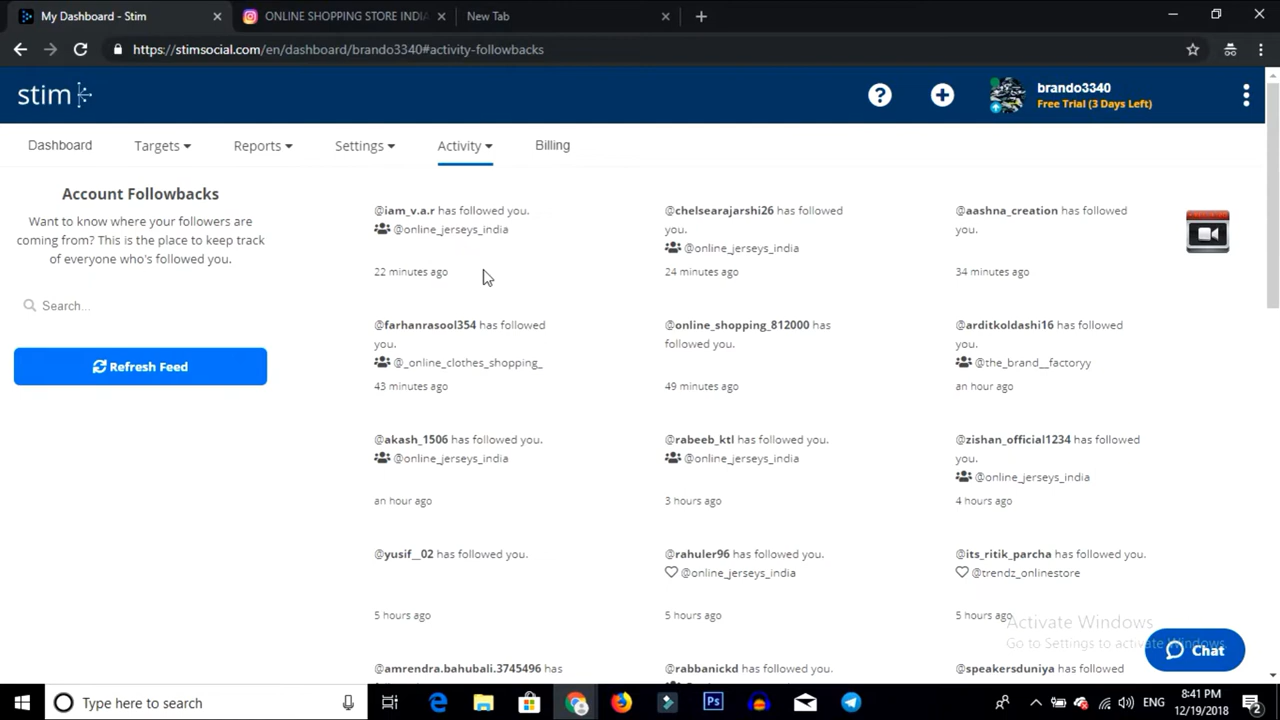 My Dashboard - Stim
ONLINE SHOPPING STORE INDIA
New Tab
https://stimsocial.com/en/dashboard/brando3340#activity-followbacks
stim
brando3340
Free Trial (3 Days Left)
Dashboard
Targets
Reports
Settings
Activity
Billing
Account Followbacks
Want to know where your followers are
coming from? This is the place to keep track
of everyone who's followed you.
Search...
Refresh Feed
@iam_v.a.r has followed you.
@online_jerseys_india
22 minutes ago
@chelsearajarshi26 has followed
you.
@online_jerseys_india
24 minutes ago
@aashna_creation has followed
you.
34 minutes ago
@farhanrasool354 has followed
you.
@_online_clothes_shopping_
43 minutes ago
@online_shopping_812000 has
followed you.
49 minutes ago
@arditkoldashi16 has followed
you.
@the_brand__factoryy
an hour ago
@akash_1506 has followed you.
@online_jerseys_india
an hour ago
@rabeeb_ktl has followed you.
@online_jerseys_india
3 hours ago
@zishan_official1234 has followed
you.
@online_jerseys_india
4 hours ago
@yusif__02 has followed you.
5 hours ago
@rahuler96 has followed you.
@online_jerseys_india
5 hours ago
@its_ritik_parcha has followed you.
@trendz_onlinestore
5 hours ago
@amrendra.bahubali.3745496 has
@rabbanickd has followed you.
@speakersduniya has followed
Activate Windows
Go to Settings to activate Windows.
Chat
Type here to search
ENG
8:41 PM
12/19/2018
2